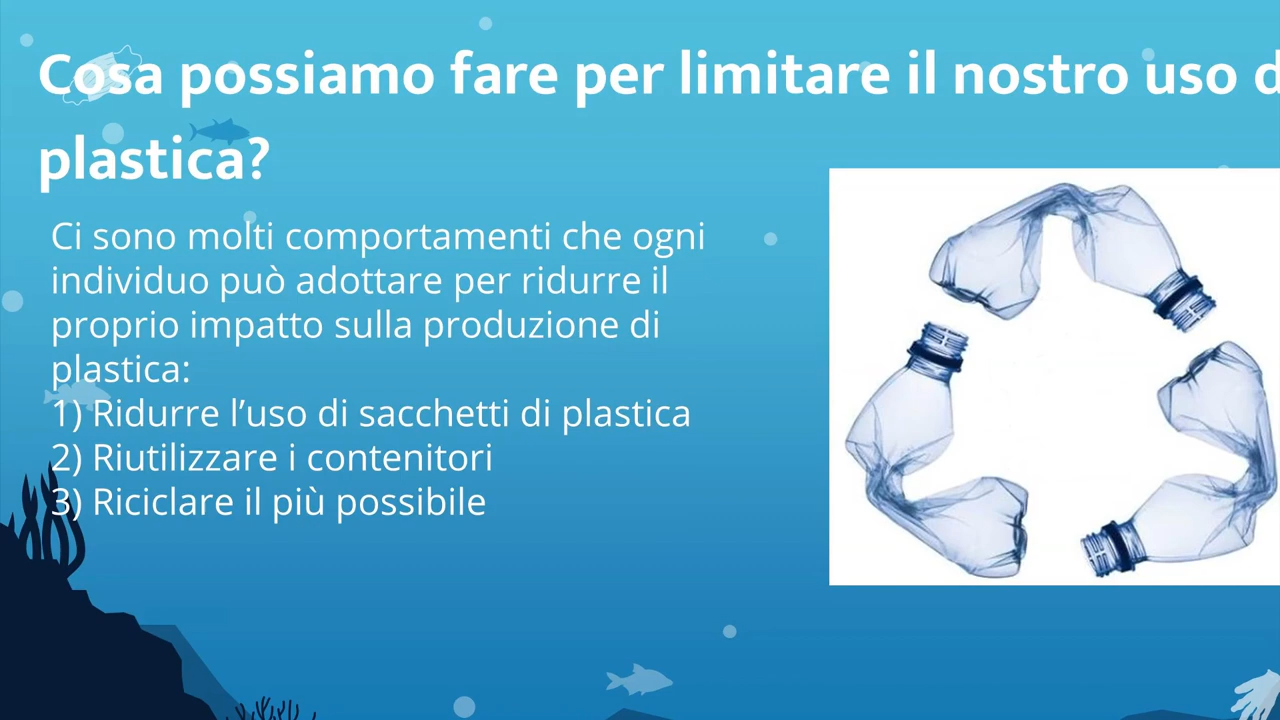 Cosa possiamo fare per limitare il nostro uso
plastica?
Ci sono molti comportamenti che ogni
individuo può adottare per ridurre il
proprio impatto sulla produzione di
plastica:
1) Ridurre l’uso di sacchetti di plastica
2) Riutilizzare i contenitori
3) Riciclare il più possibile